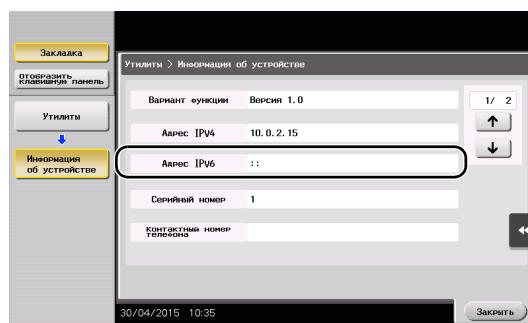 Закладка
Отобразить
клавишную панель
Утилиты
Информация
об устройстве
Утилиты > Информация об устройстве
Вариант функции Версия 1.0
1/ 2
Адрес IPv4 10.0.2.15
Адрес IPv6 ::
Серийный номер 1
Контактный номер
телефона
30/04/2015 10:35
Закрыть